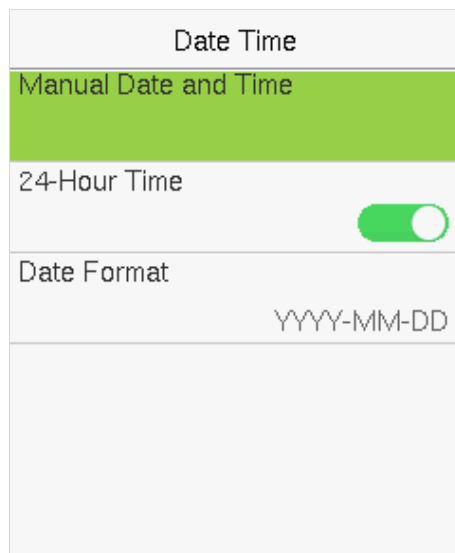 Date Time
Manual Date and Time
24-Hour Time
Date Format
YYYY-MM-DD